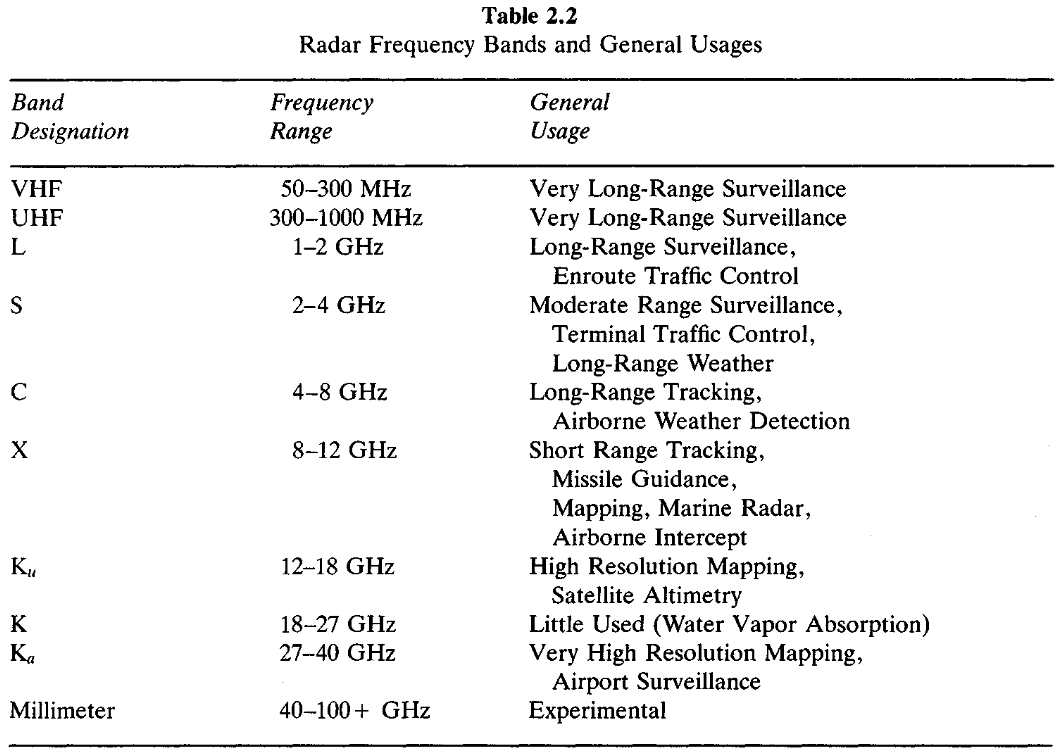 Table 2.2
Radar Frequency Bands and General Usages
Band Frequency General
Designation Range Usage
VHF 50–300 MHz Very Long-Range Surveillance
UHF 300–1000 MHz Very Long-Range Surveillance
L 1–2 GHz Long-Range Surveillance,
Enroute Traffic Control
S 2–4 GHz Moderate Range Surveillance,
Terminal Traffic Control,
Long-Range Weather
C 4–8 GHz Long-Range Tracking,
Airborne Weather Detection
X 8–12 GHz Short Range Tracking,
Missile Guidance,
Mapping, Marine Radar,
Airborne Intercept
Ku 12–18 GHz High Resolution Mapping,
Satellite Altimetry
K 18–27 GHz Little Used (Water Vapor Absorption)
Ka 27–40 GHz Very High Resolution Mapping,
Airport Surveillance
Millimeter 40–100+ GHz Experimental